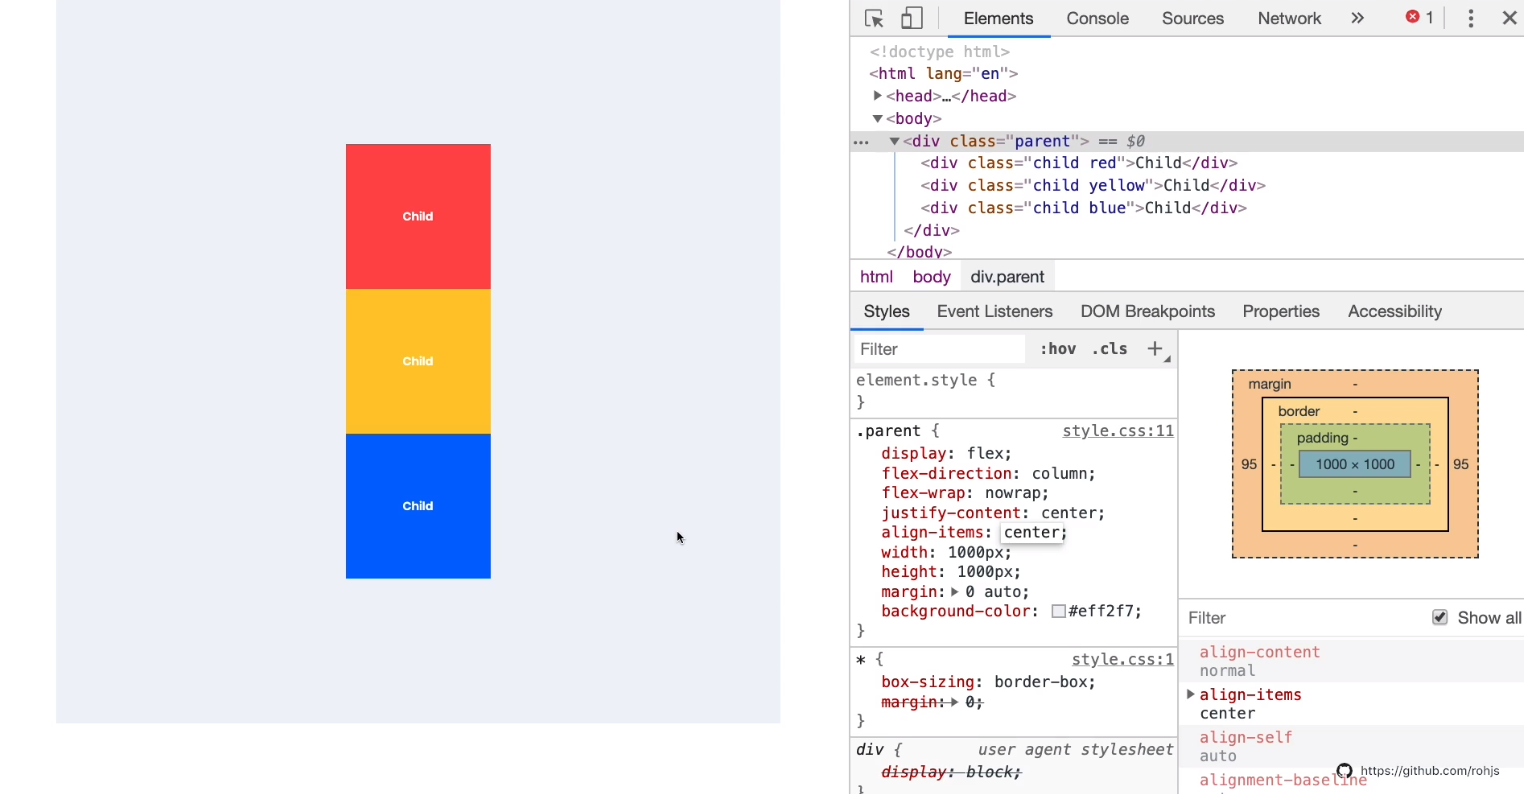 Child
Child
Child
Elements Console Sources Network » 1
<!doctype html>
<html lang="en">
<head>…</head>
<body>
<div class="parent"> == $0
<div class="child red">Child</div>
<div class="child yellow">Child</div>
<div class="child blue">Child</div>
</div>
</body>
html body div.parent
Styles Event Listeners DOM Breakpoints Properties Accessibility
Filter :hov .cls +
element.style {
}
.parent { style.css:11
display: flex;
flex-direction: column;
flex-wrap: nowrap;
justify-content: center;
align-items: center;
width: 1000px;
height: 1000px;
margin: 0 auto;
background-color: #eff2f7;
}
* { style.css:1
box-sizing: border-box;
margin: 0;
}
div { user agent stylesheet
display: block;
}
margin -
border -
padding -
95 - - 1000 × 1000 - - 95
-
-
-
Filter Show all
align-content
normal
align-items
center
align-self
auto
alignment-baseline
https://github.com/rohjs